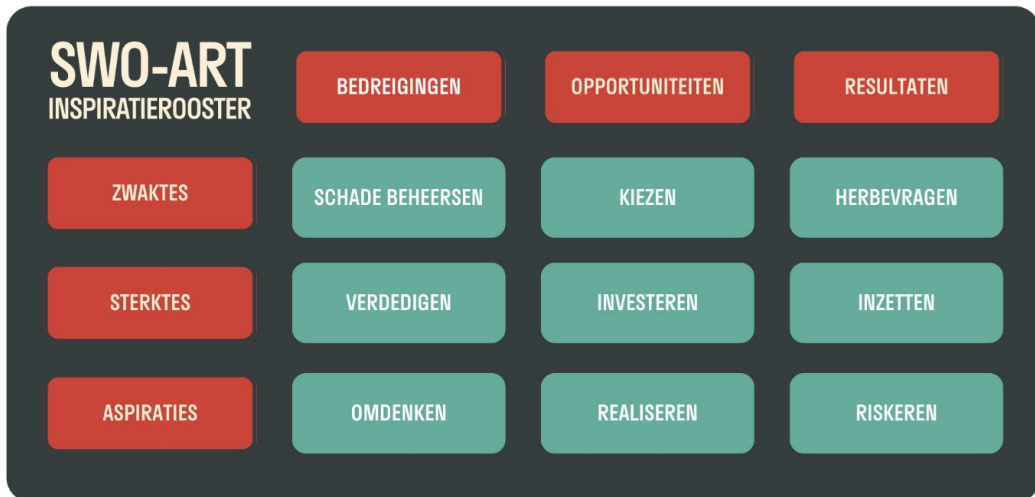 SWO-ART
INSPIRATIEROOSTER
BEDREIGINGEN
OPPORTUNITEITEN
RESULTATEN
ZWAKTES
SCHADE BEHEERSEN
KIEZEN
HERBEVRAGEN
STERKTES
VERDEDIGEN
INVESTEREN
INZETTEN
ASPIRATIES
OMDENKEN
REALISEREN
RISKEREN